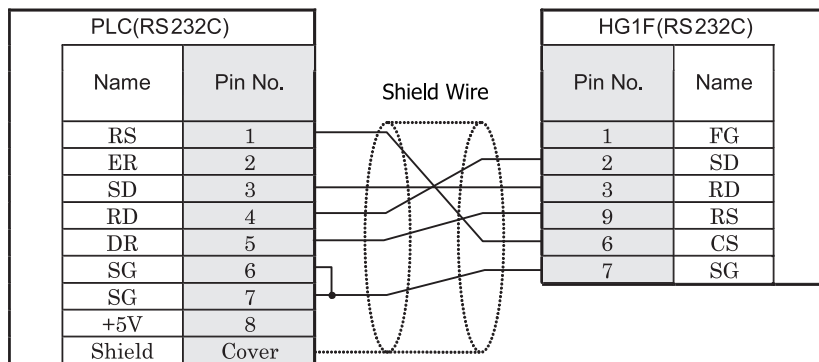 PLC(RS232C)
HG1F(RS232C)
Name Pin No. Shield Wire Pin No. Name
RS 1 1 FG
ER 2 2 SD
SD 3 3 RD
RD 4 9 RS
DR 5 6 CS
SG 6 7 SG
SG 7
+5V 8
Shield Cover